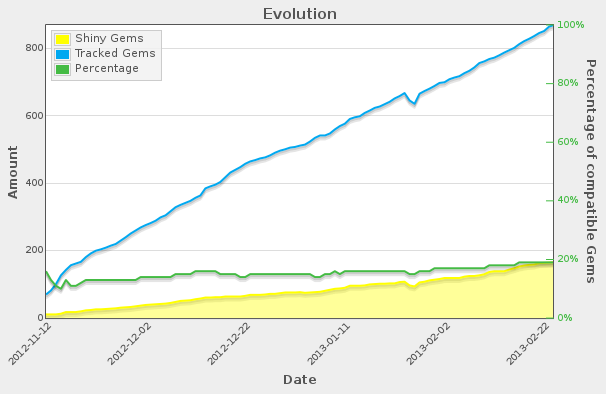 Evolution
Shiny Gems
Tracked Gems
Percentage
Amount
800
600
400
200
0
100%
80%
60%
40%
20%
0%
Percentage of compatible Gems
2012-11-12
2012-12-02
2012-12-22
2013-01-11
2013-02-02
2013-02-22
Date